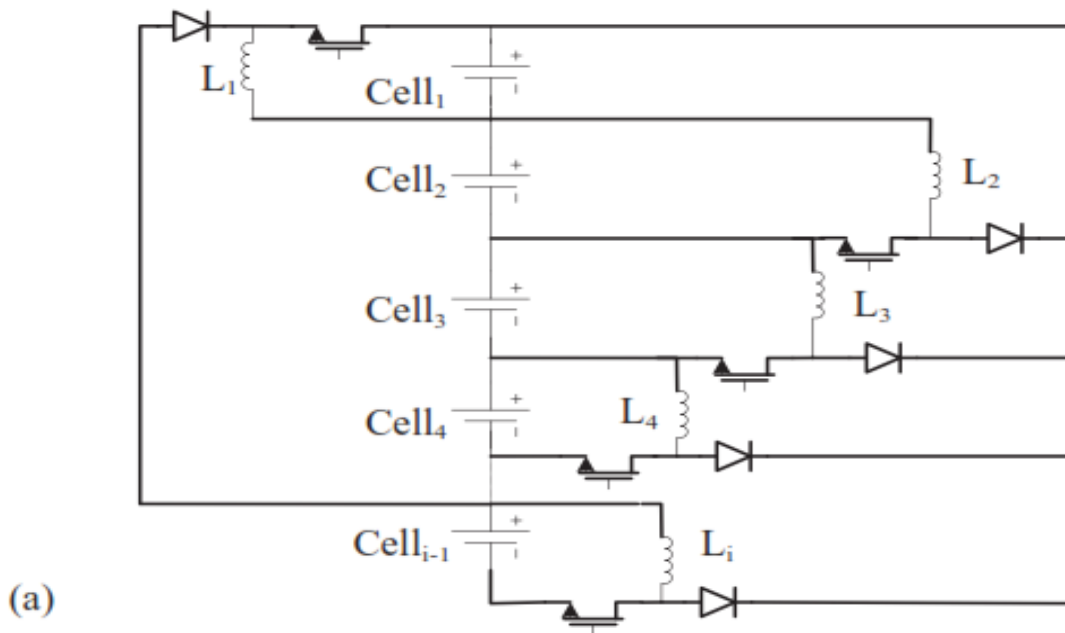 L₁
Cell₁
+
Cell₂
+
L₂
Cell₃
+
L₃
Cell₄
+
L₄
Cellᵢ₋₁
+
Lᵢ
(a)